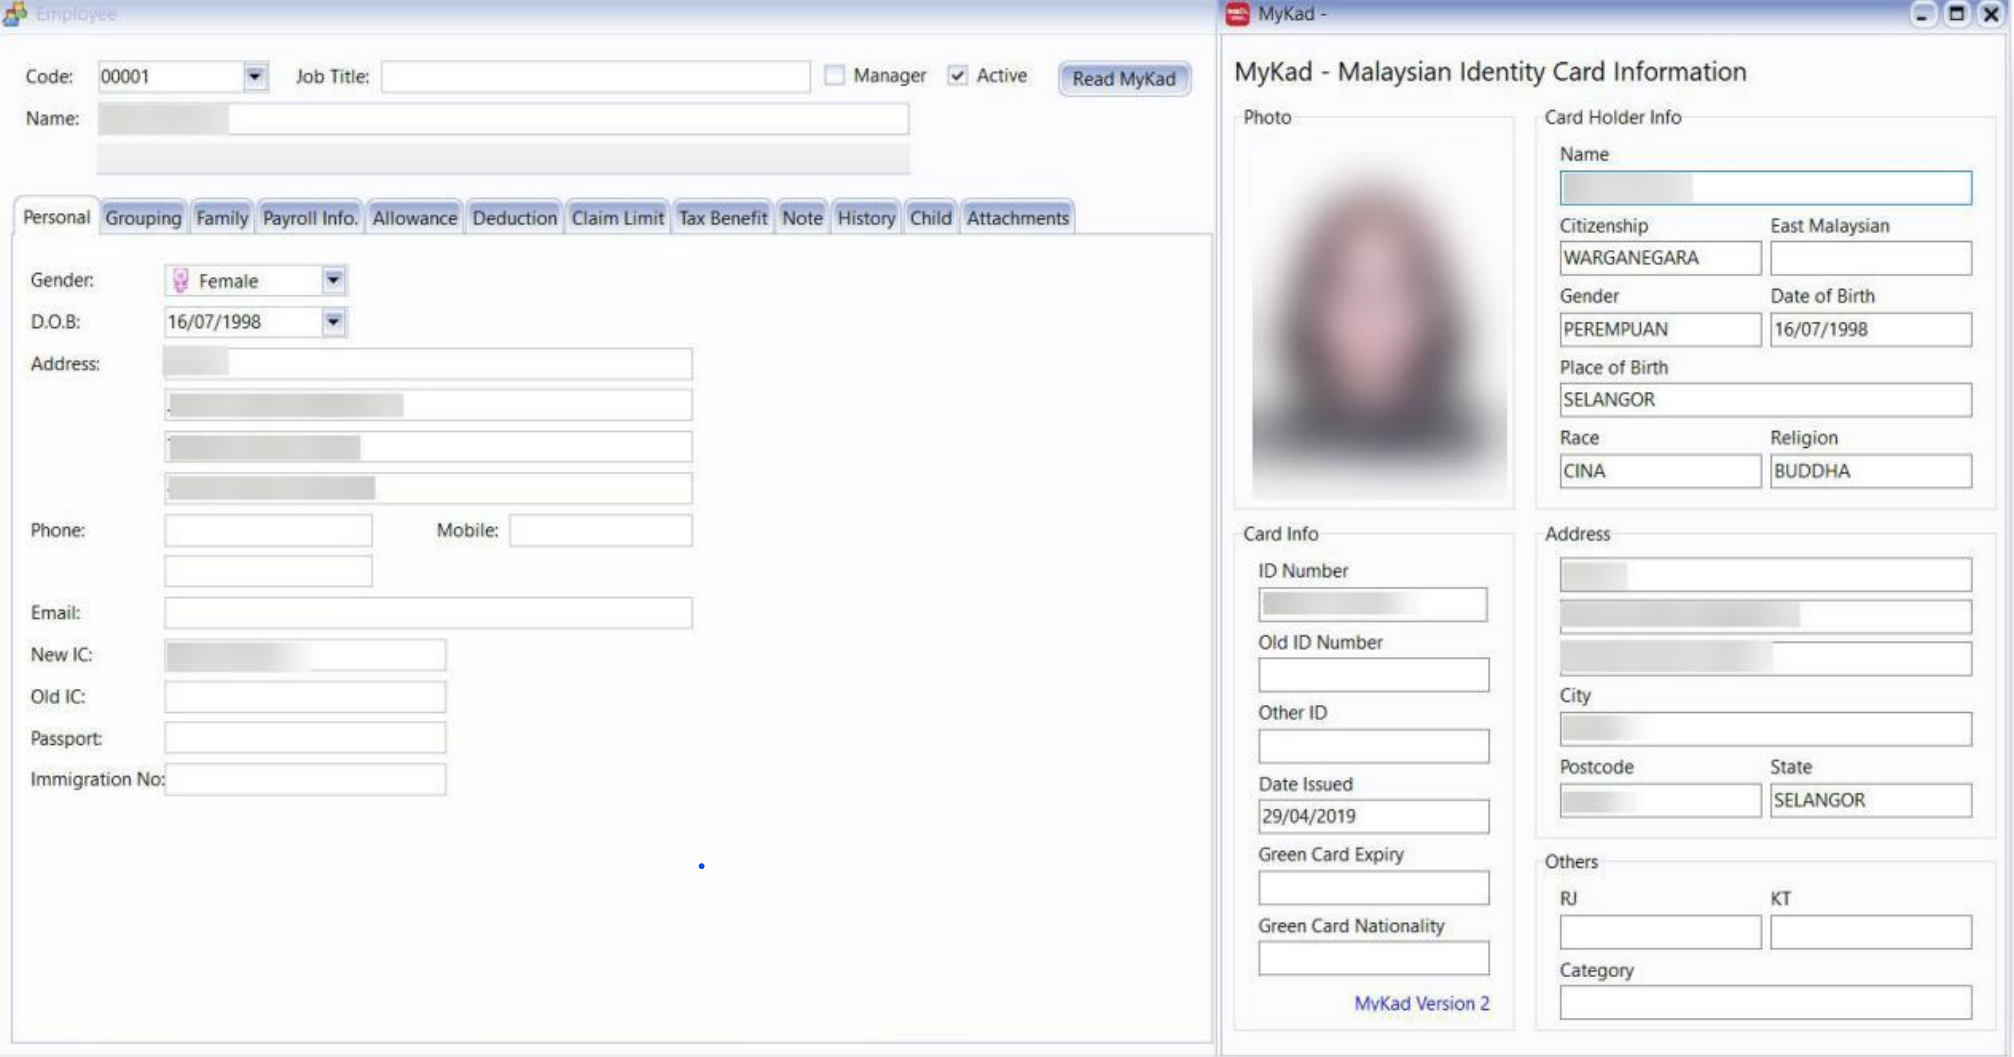 Employee
Code: 00001 Job Title: Manager Active Read MyKad
Name:
Personal Grouping Family Payroll Info. Allowance Deduction Claim Limit Tax Benefit Note History Child Attachments
Gender: Female
D.O.B: 16/07/1998
Address:
Phone: Mobile:
Email:
New IC:
Old IC:
Passport:
Immigration No:
MyKad -
MyKad - Malaysian Identity Card Information
Photo
Card Holder Info
Name
Citizenship East Malaysian
WARGANEGARA
Gender Date of Birth
PEREMPUAN 16/07/1998
Place of Birth
SELANGOR
Race Religion
CINA BUDDHA
Card Info
ID Number
Old ID Number
Other ID
Date Issued
29/04/2019
Green Card Expiry
Green Card Nationality
MyKad Version 2
Address
City
Postcode State
SELANGOR
Others
RJ KT
Category